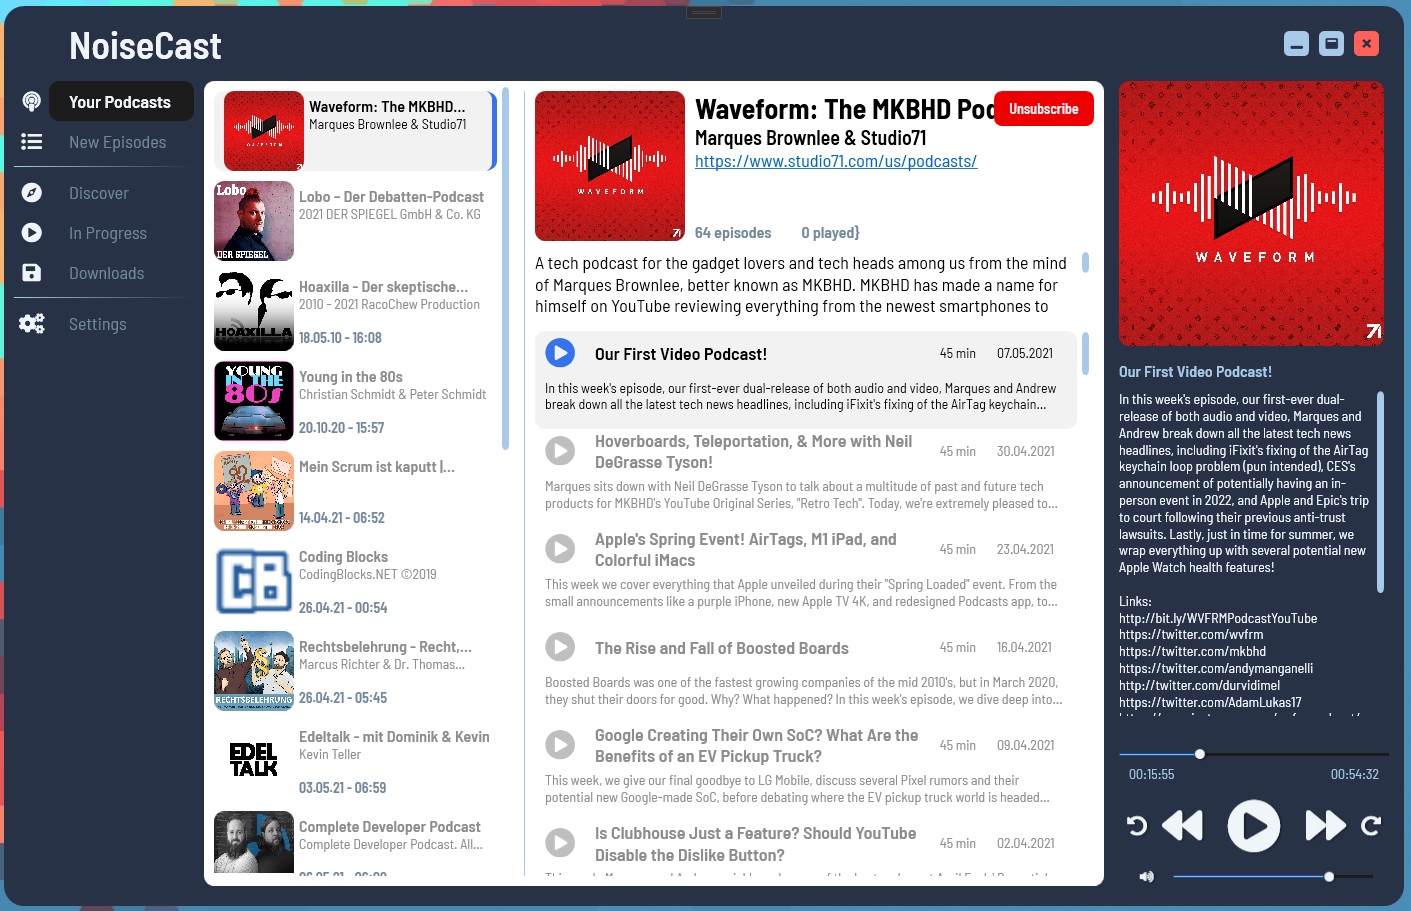 NoiseCast
Your Podcasts
New Episodes
Discover
In Progress
Downloads
Settings
Waveform: The MKBHD...
Marques Brownlee & Studio71
Lobo – Der Debatten-Podcast
2021 DER SPIEGEL GmbH & Co. KG
Lobo
DER SPIEGEL
Hoaxilla - Der skeptische...
2010 - 2021 RacoChew Production
18.05.10 - 16:08
HOAXILLA
Young in the 80s
Christian Schmidt & Peter Schmidt
20.10.20 - 15:57
YOUNG
IN THE
80s
Mein Scrum ist kaputt |...
14.04.21 - 06:52
Coding Blocks
CodingBlocks.NET ©2019
26.04.21 - 00:54
CB
Rechtsbelehrung - Recht,...
Marcus Richter & Dr. Thomas...
26.04.21 - 05:45
RECHTSBELEHRUNG
Edeltalk - mit Dominik & Kevin
Kevin Teller
03.05.21 - 06:59
EDEL
TALK
Complete Developer Podcast
Complete Developer Podcast. All...
WAVEFORM
71
Waveform: The MKBHD Pod
Unsubscribe
Marques Brownlee & Studio71
https://www.studio71.com/us/podcasts/
64 episodes 0 played}
A tech podcast for the gadget lovers and tech heads among us from the mind
of Marques Brownlee, better known as MKBHD. MKBHD has made a name for
himself on YouTube reviewing everything from the newest smartphones to
Our First Video Podcast! 45 min 07.05.2021
In this week's episode, our first-ever dual-release of both audio and video, Marques and Andrew
break down all the latest tech news headlines, including iFixit's fixing of the AirTag keychain...
Hoverboards, Teleportation, & More with Neil
DeGrasse Tyson!
45 min 30.04.2021
Marques sits down with Neil DeGrasse Tyson to talk about a multitude of past and future tech
products for MKBHD's YouTube Original Series, "Retro Tech". Today, we're extremely pleased to...
Apple's Spring Event! AirTags, M1 iPad, and
Colorful iMacs
45 min 23.04.2021
This week we cover everything that Apple unveiled during their "Spring Loaded" event. From the
small announcements like a purple iPhone, new Apple TV 4K, and redesigned Podcasts app, to...
The Rise and Fall of Boosted Boards 45 min 16.04.2021
Boosted Boards was one of the fastest growing companies of the mid 2010's, but in March 2020,
they shut their doors for good. Why? What happened? In this week's episode, we dive deep into...
Google Creating Their Own SoC? What Are the
Benefits of an EV Pickup Truck?
45 min 09.04.2021
This week, we give our final goodbye to LG Mobile, discuss several Pixel rumors and their
potential new Google-made SoC, before debating where the EV pickup truck world is headed...
Is Clubhouse Just a Feature? Should YouTube
Disable the Dislike Button?
45 min 02.04.2021
WAVEFORM
71
Our First Video Podcast!
In this week's episode, our first-ever dual-
release of both audio and video, Marques and
Andrew break down all the latest tech news
headlines, including iFixit's fixing of the AirTag
keychain loop problem (pun intended), CES's
announcement of potentially having an in-
person event in 2022, and Apple and Epic's trip
to court following their previous anti-trust
lawsuits. Lastly, just in time for summer, we
wrap everything up with several potential new
Apple Watch health features!
Links:
http://bit.ly/WVFRMPodcastYouTube
https://twitter.com/wvfrm
https://twitter.com/mkbhd
https://twitter.com/andymanganelli
http://twitter.com/durvidimel
https://twitter.com/AdamLukas17
00:15:55 00:54:32